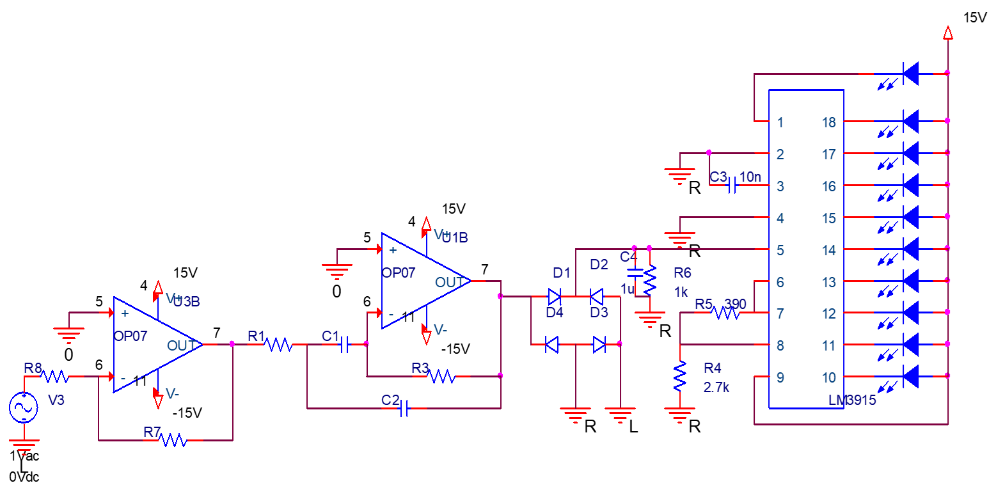 15V
1
18
2
17
C3
10n
3
16
R
4
15
R
5
14
C4
1u
R6
1k
R
6
13
7
12
R5
390
8
11
R4
2.7k
R
9
10
LM3915
15V
4
V+
U1B
5
+
OP07
OUT
7
6
-
11
V-
-15V
0
15V
4
V+
U3B
5
+
OP07
OUT
7
6
-
11
V-
-15V
0
R8
V3
1Vac
0Vdc
L
R7
R1
C1
R3
C2
D1
D2
D4
D3
R
L